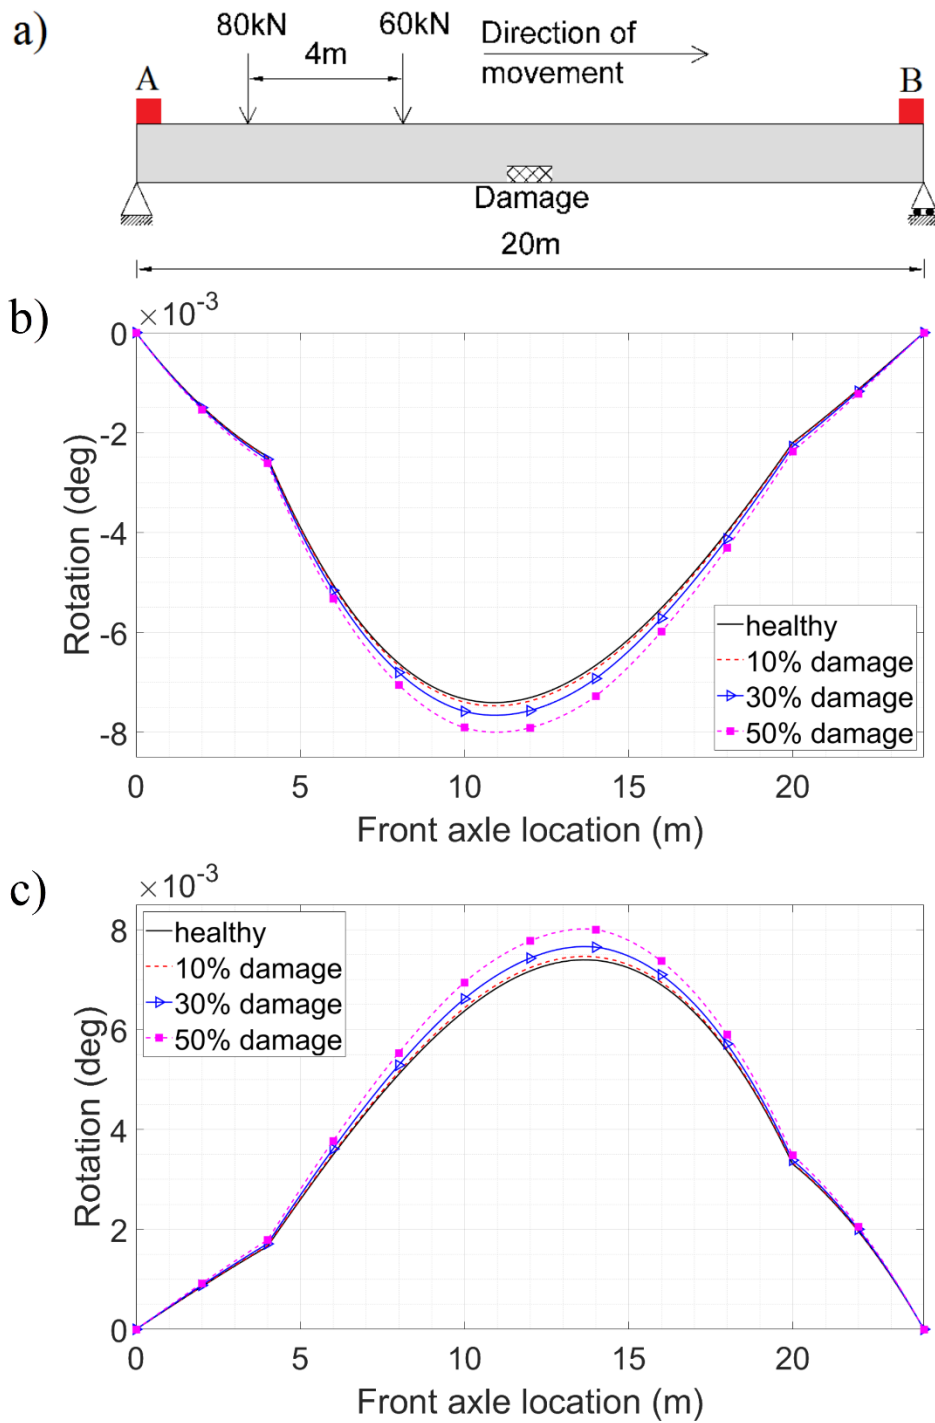 a)
80kN
60kN
Direction of
4m
movement
A
B
Damage
20m
b)
×10⁻³
0
-2
-4
-6
-8
Rotation (deg)
healthy
10% damage
30% damage
50% damage
0
5
10
15
20
Front axle location (m)
c)
×10⁻³
8
6
4
2
0
Rotation (deg)
healthy
10% damage
30% damage
50% damage
0
5
10
15
20
Front axle location (m)